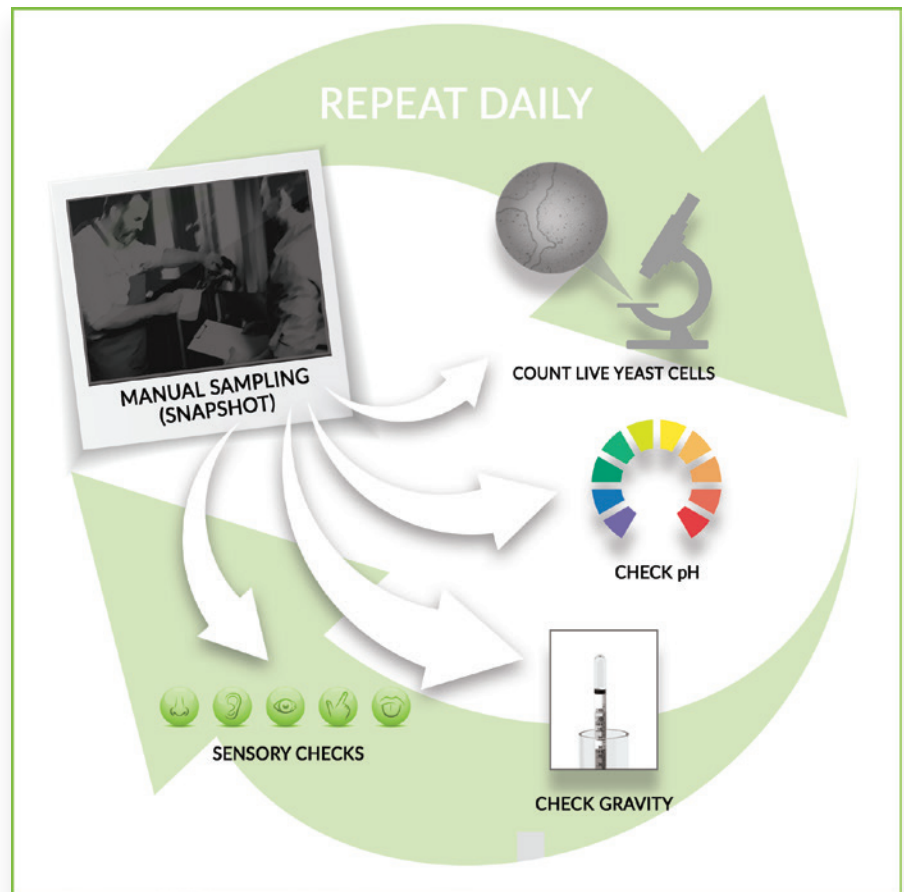 REPEAT DAILY
MANUAL SAMPLING
(SNAPSHOT)
COUNT LIVE YEAST CELLS
CHECK pH
CHECK GRAVITY
SENSORY CHECKS